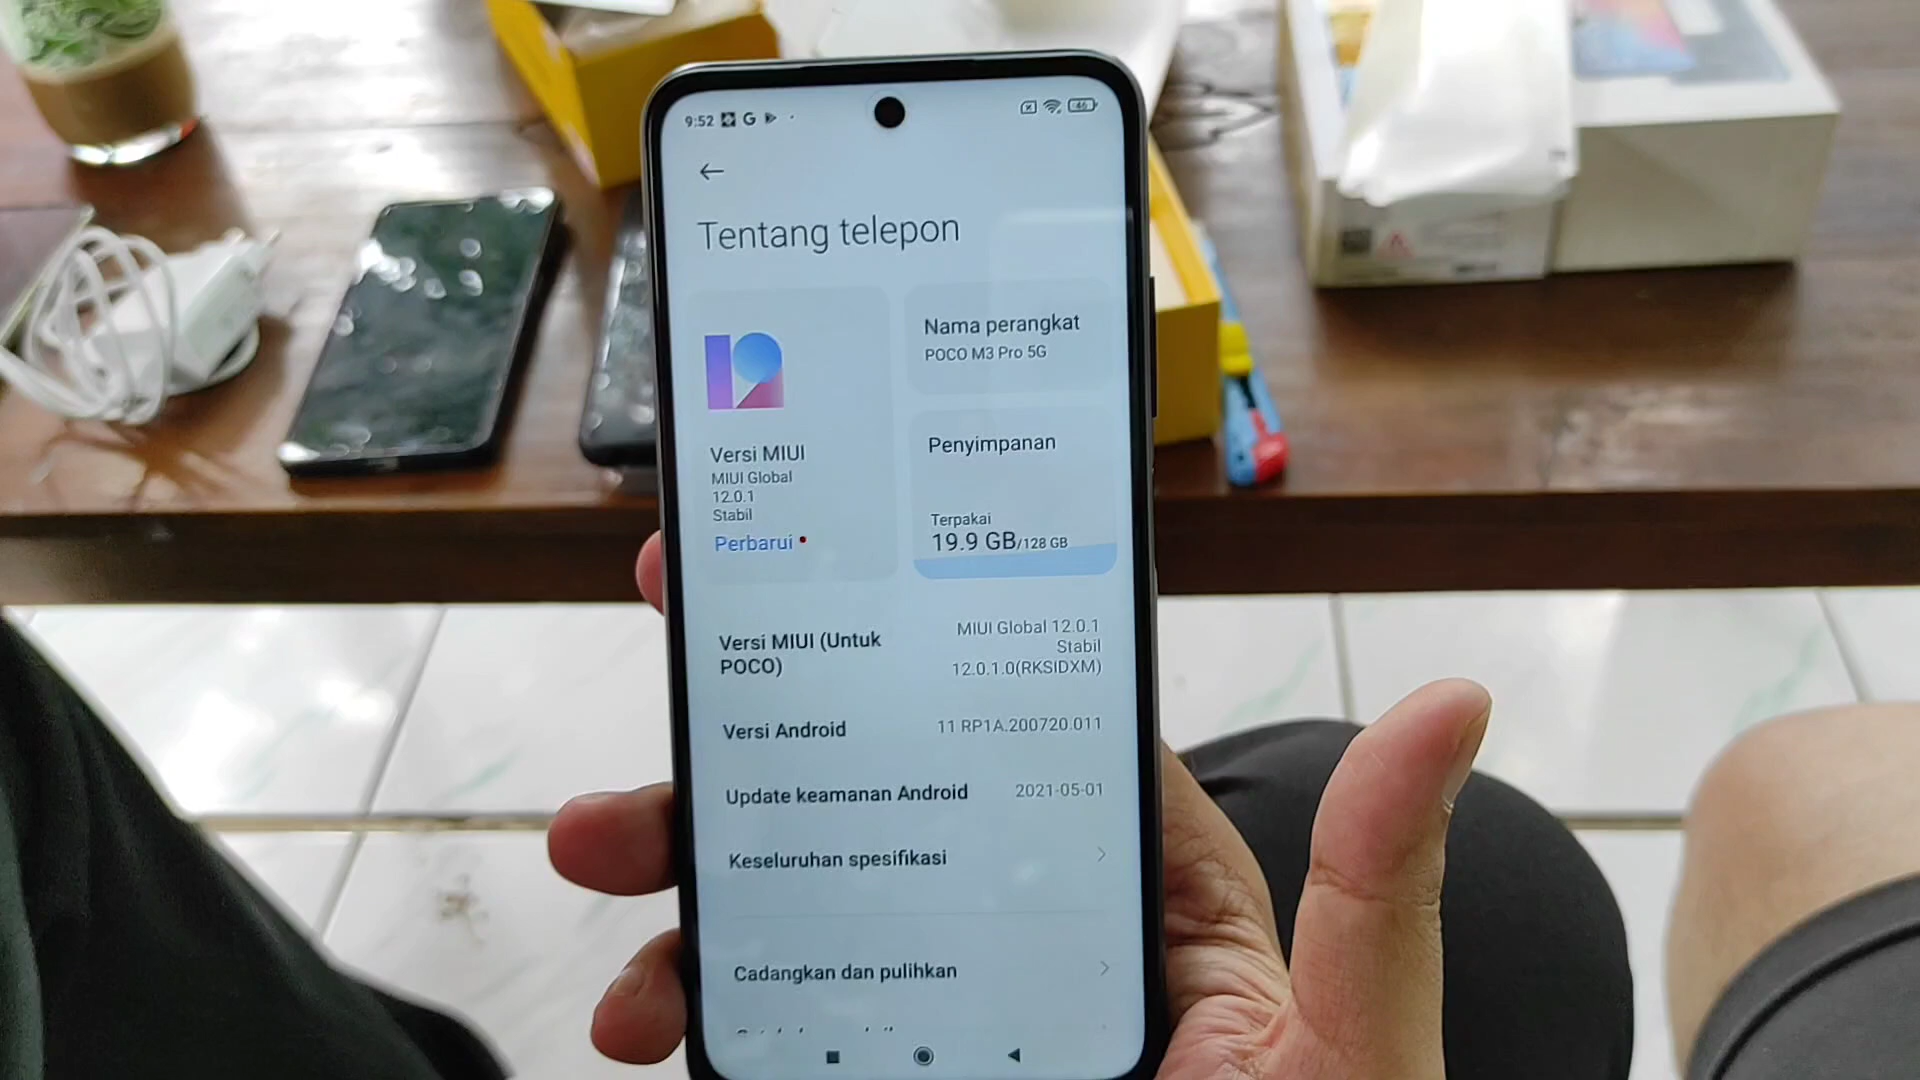 9:52
46
Tentang telepon
Versi MIUI
MIUI Global
12.0.1
Stabil
Perbarui
Nama perangkat
POCO M3 Pro 5G
Penyimpanan
Terpakai
19.9 GB/128 GB
Versi MIUI (Untuk
POCO)
MIUI Global 12.0.1
Stabil
12.0.1.0(RKSIDXM)
Versi Android
11 RP1A.200720.011
Update keamanan Android
2021-05-01
Keseluruhan spesifikasi
Cadangkan dan pulihkan